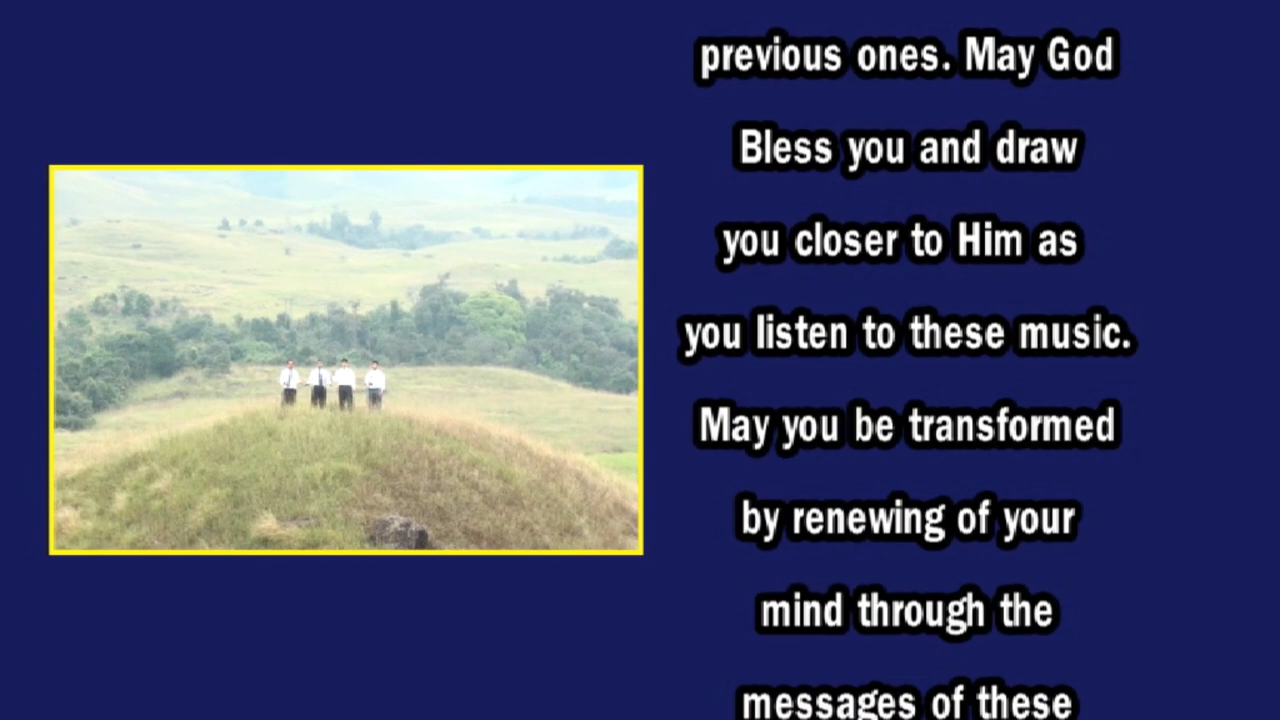 previous ones. May God
Bless you and draw
you closer to Him as
you listen to these music.
May you be transformed
by renewing of your
mind through the
messages of these